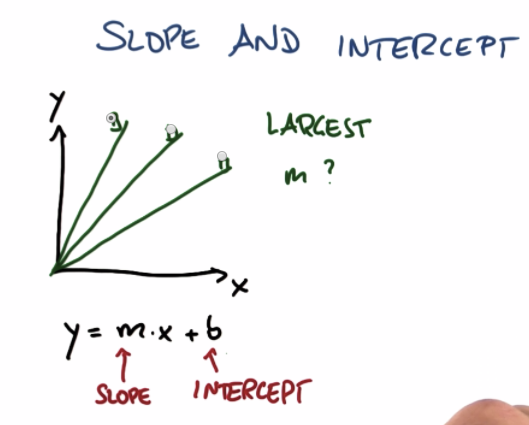 SLOPE AND INTERCEPT
Y
LARGEST
m ?
x
y = m·x + b
SLOPE INTERCEPT